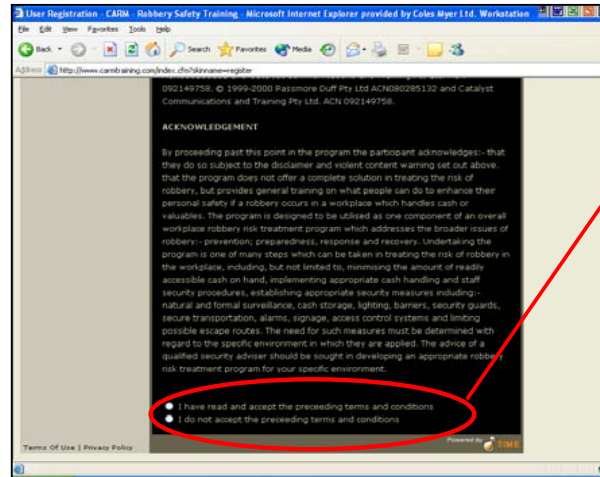 User Registration - CARM - Robbery Safety Training - Microsoft Internet Explorer provided by Coles Myer Ltd. Workstation
File Edit View Favorites Tools Help
Back Search Favorites Media
Address http://www.carmtraining.com/index.cfm?skinname=register
092149758. © 1999-2000 Passmore Duff Pty Ltd ACN080285132 and Catalyst
Communications and Training Pty Ltd. ACN 092149758.
ACKNOWLEDGEMENT
By proceeding past this point in the program the partiopant acknowledges:- that
they do so subject to the disclaimer and violent content warning set out above.
that the program does not offer a complete solution in treating the risk of
robbery, but provides general training on what people can do to enhance their
personal safety if a robbery occurs in a workplace which handles cash or
valuables. The program is designed to be utilised as one component of an overall
workplace robbery risk treatment program which addresses the broader issues of
robbery:- prevention; preparedness, response and recovery. Undertaking the
program is one of many steps which can be taken in treating the risk of robbery in
the workplace, including, but not limited to, minimising the amount of readily
accessible cash on hand, implementing appropriate cash handling and staff
security procedures, establishing appropriate security measures including:-
natural and formal surveillance, cash storage, lighting, barriers, security guards,
secure transportation, alarms, signage, access control systems and limiting
possible escape routes. The need for such measures must be determined with
regard to the specific environment in which they are applied. The advice of a
qualified security adviser should be sought in developing an appropriate robbery
risk treatment program for your specific environment.
I have read and accept the preceeding terms and conditions
I do not accept the preceeding terms and conditions
Terms Of Use | Privacy Policy
Powered by TIME